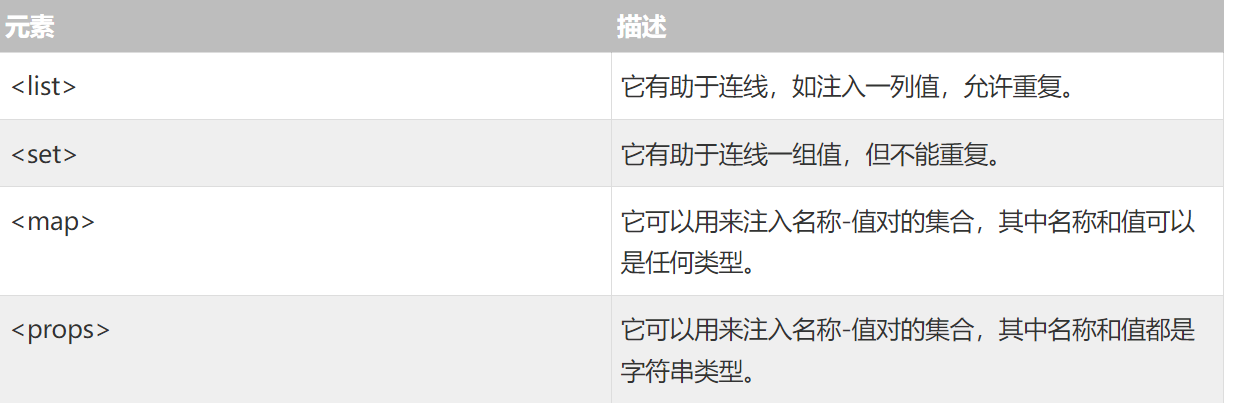 元素 描述
<list> 它有助于连线，如注入一列值，允许重复。
<set> 它有助于连线一组值，但不能重复。
<map> 它可以用来注入名称-值对的集合，其中名称和值可以
是任何类型。
<props> 它可以用来注入名称-值对的集合，其中名称和值都是
字符串类型。